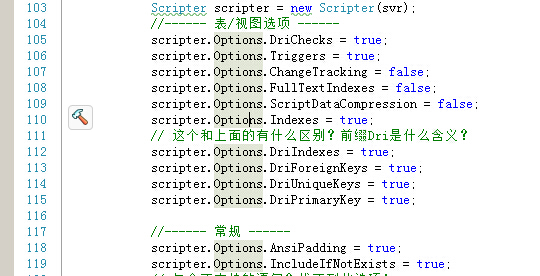 103 Scripter scripter = new Scripter(svr);
104 //------ 表/视图选项 ------
105 scripter.Options.DriChecks = true;
106 scripter.Options.Triggers = true;
107 scripter.Options.ChangeTracking = false;
108 scripter.Options.FullTextIndexes = false;
109 scripter.Options.ScriptDataCompression = false;
110 scripter.Options.Indexes = true;
111 // 这个和上面的有什么区别？前缀Dri是什么含义？
112 scripter.Options.DriIndexes = true;
113 scripter.Options.DriForeignKeys = true;
114 scripter.Options.DriUniqueKeys = true;
115 scripter.Options.DriPrimaryKey = true;
116
117 //------ 常规 ------
118 scripter.Options.AnsiPadding = true;
119 scripter.Options.IncludeIfNotExists = true;